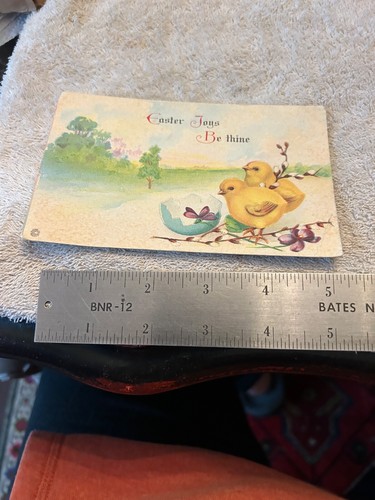 Easter Joys
Be thine
1 2 3 4 5
BNR-12 BATES N
1 2 3 4 5